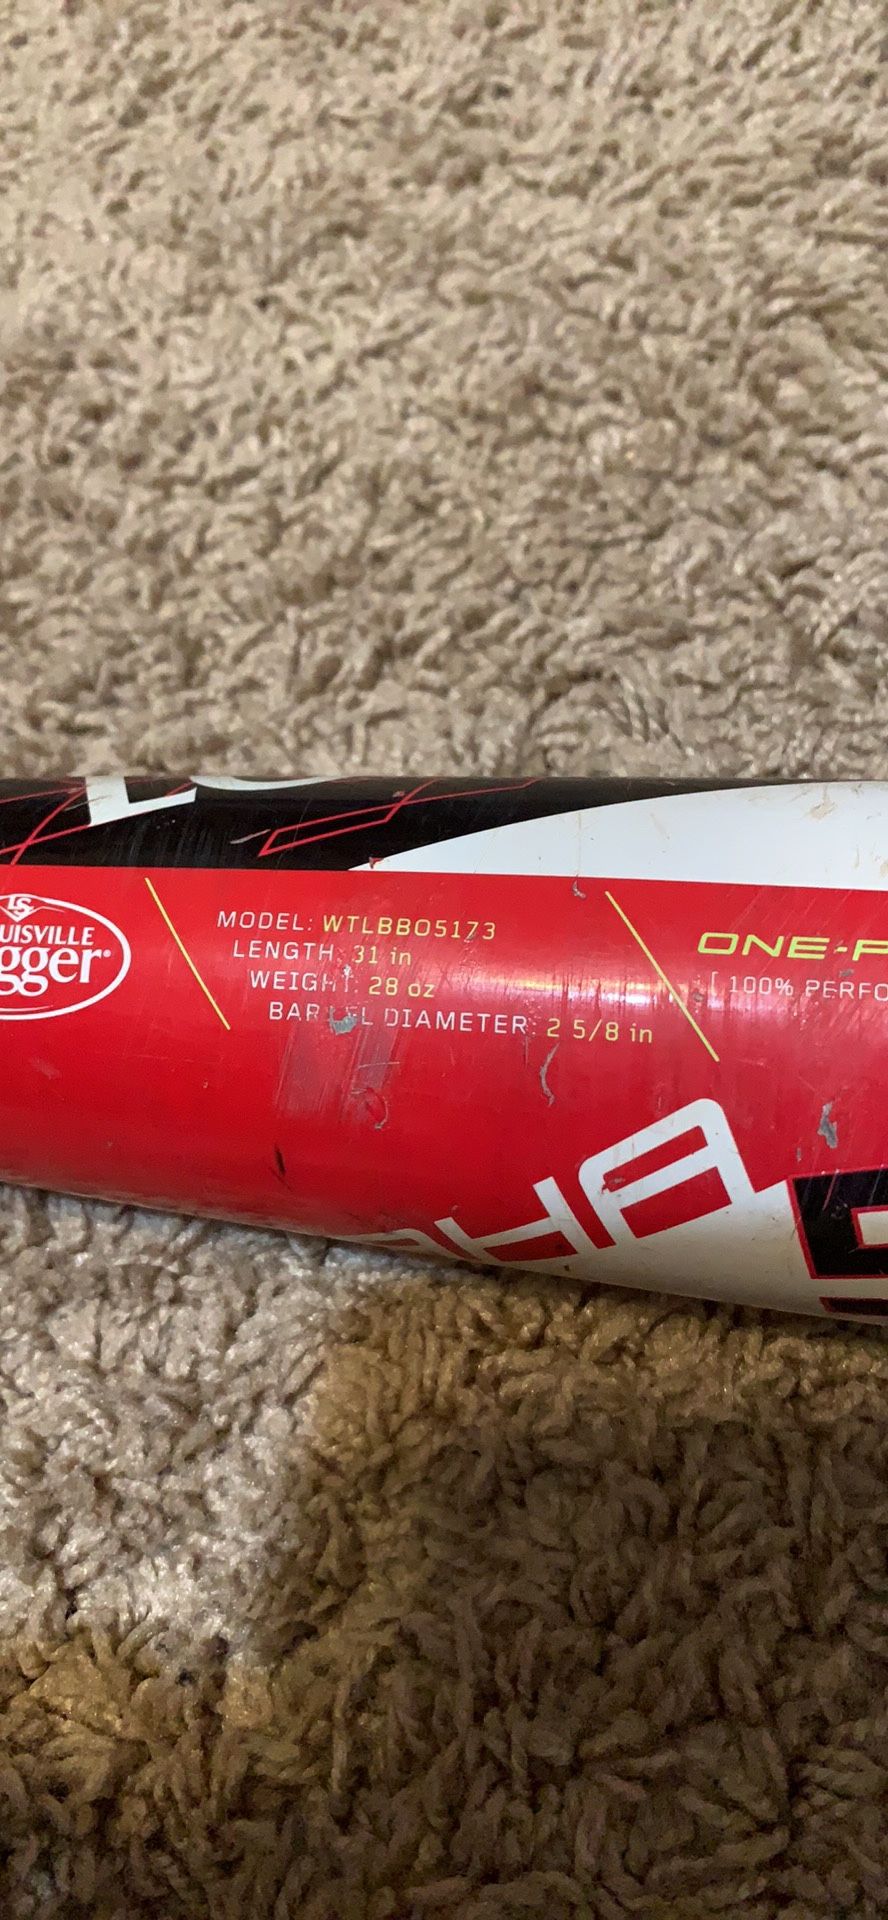 LS
UISVILLE
gger®
MODEL: WTLBBO5173
LENGTH: 31 in
WEIGHT: 28 oz
BARREL DIAMETER: 2 5/8 in
ONE-P
[ 100% PERFO